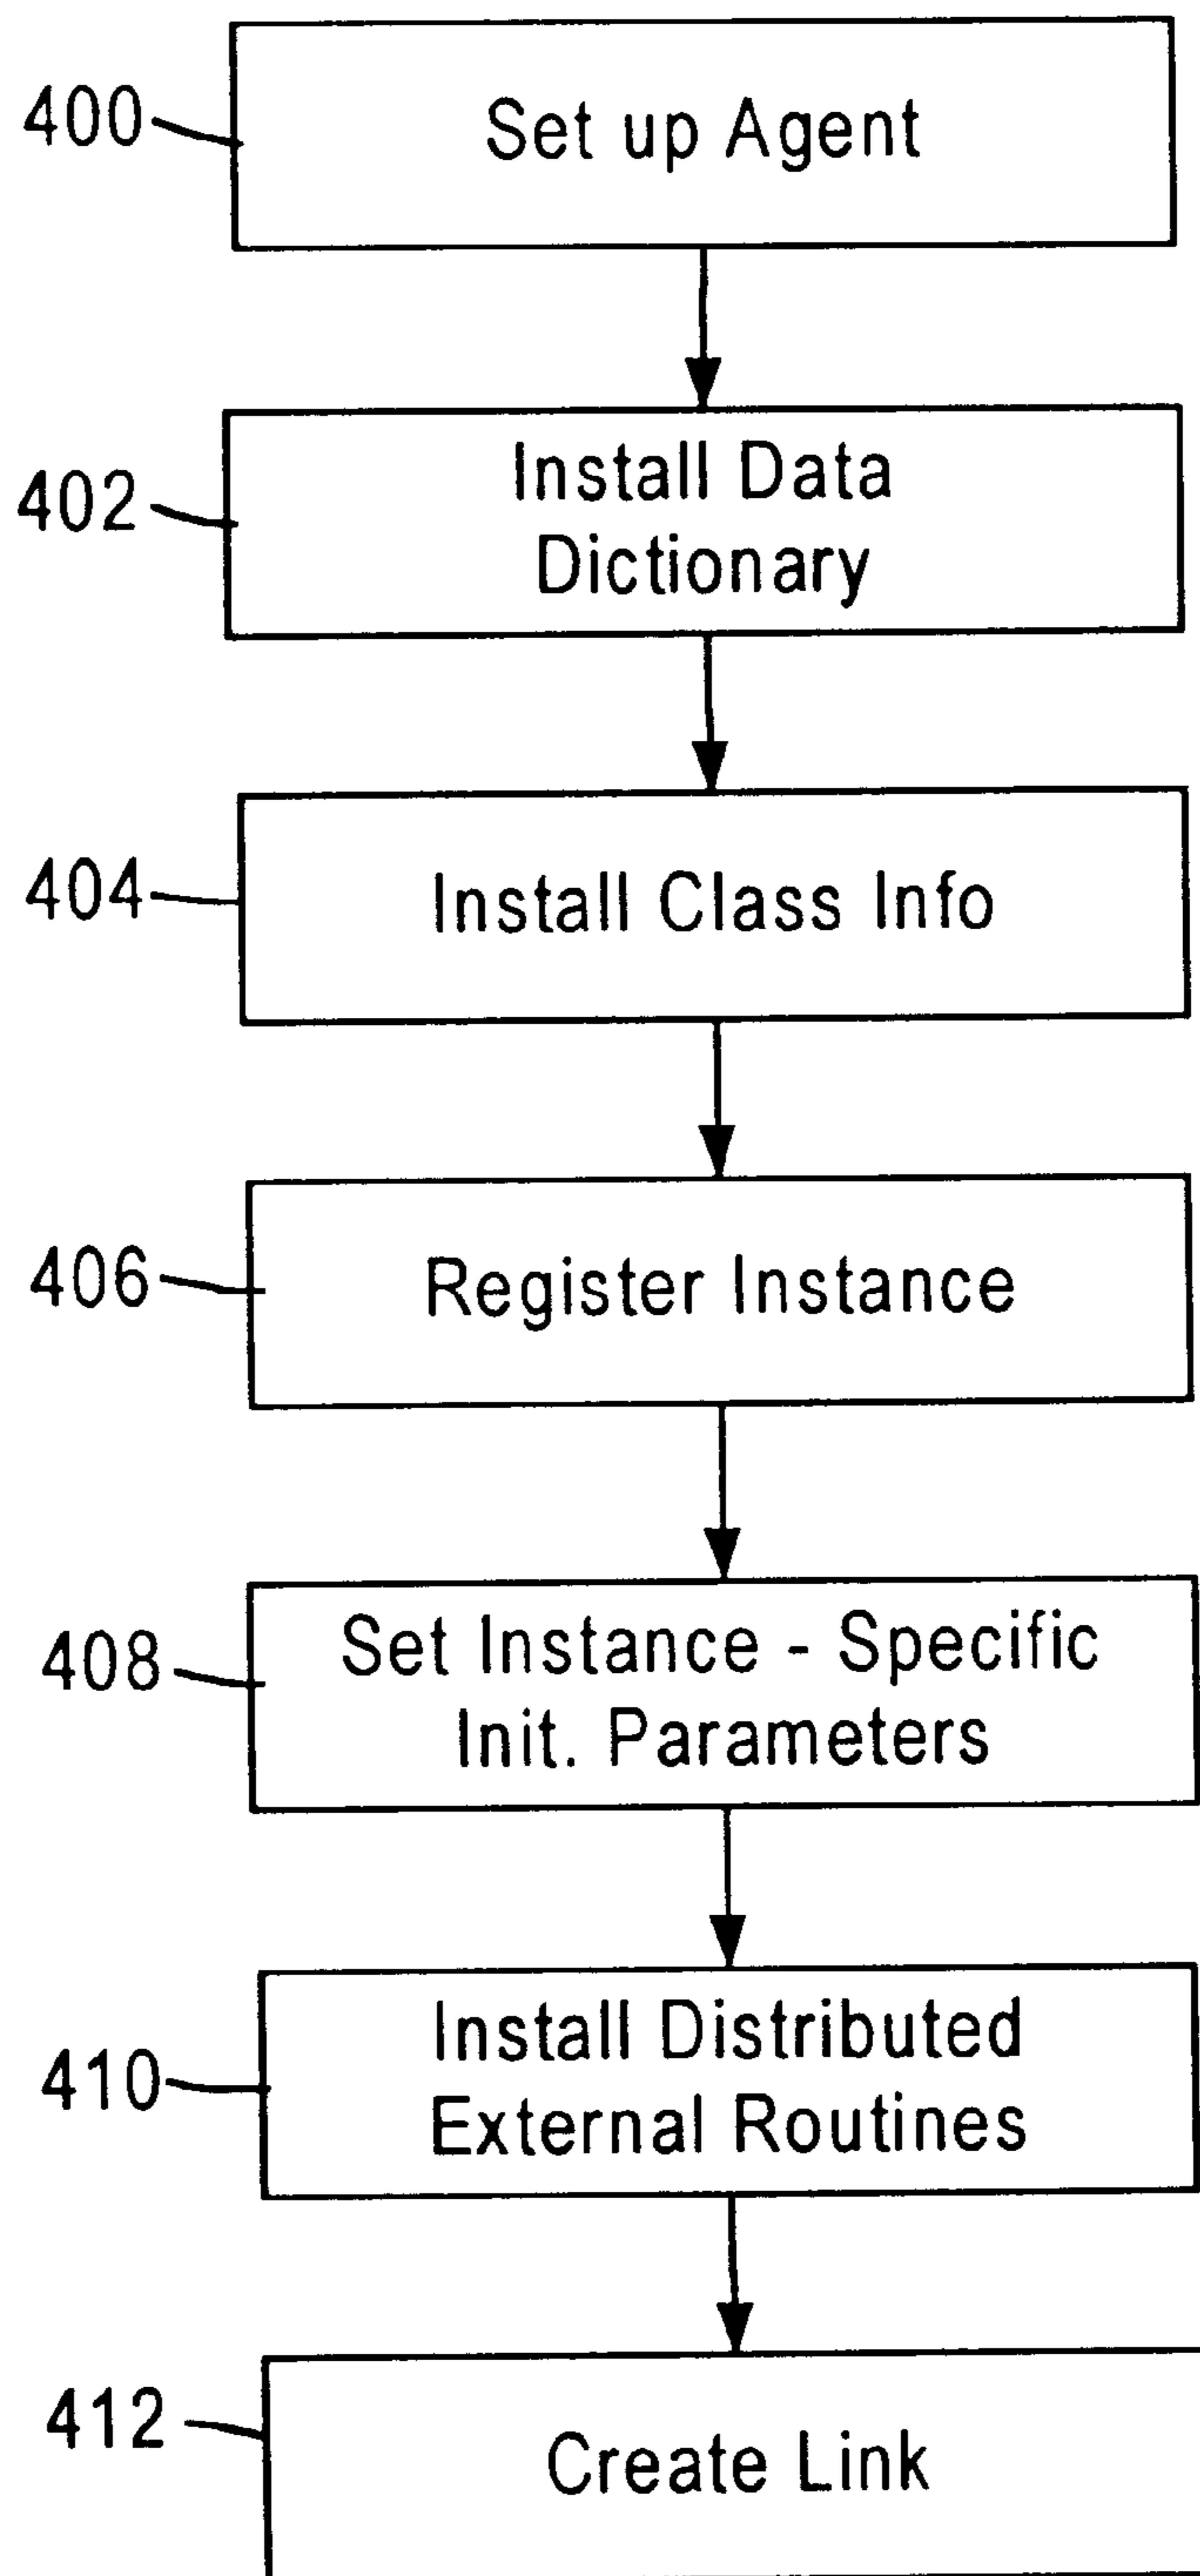 400
Set up Agent
402
Install Data
Dictionary
404
Install Class Info
406
Register Instance
408
Set Instance - Specific
Init. Parameters
410
Install Distributed
External Routines
412
Create Link